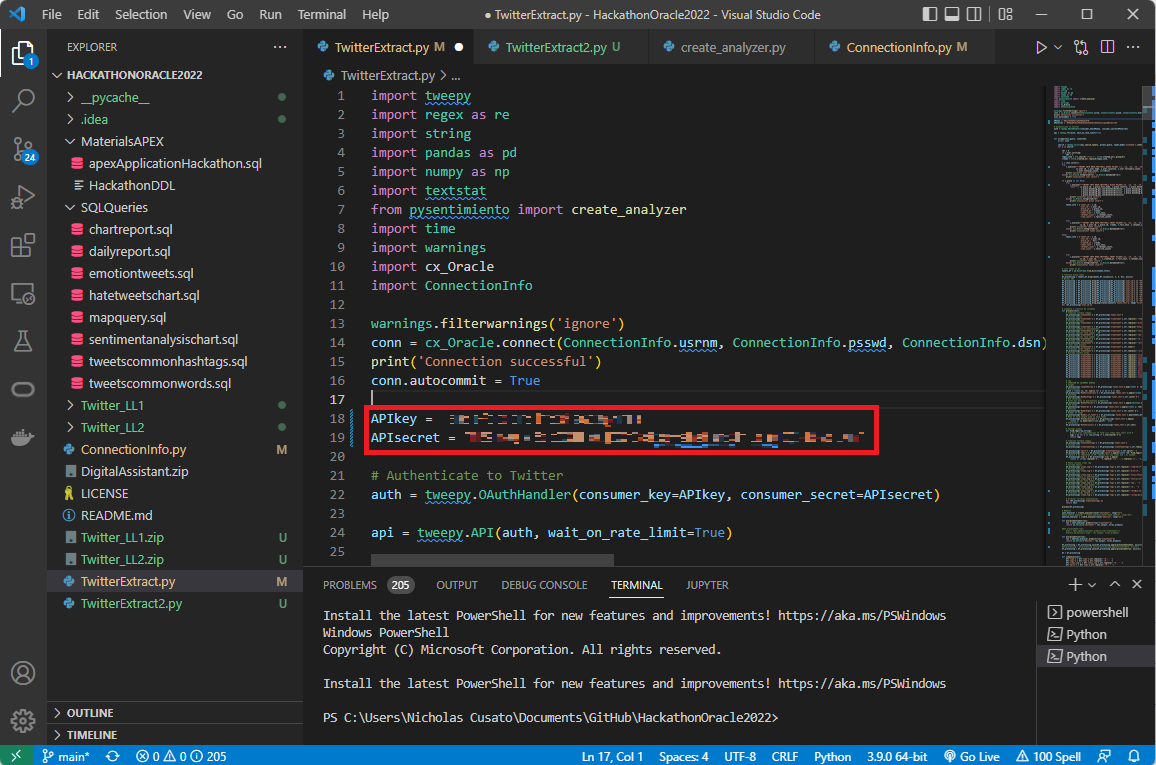 File Edit Selection View Go Run Terminal Help
● TwitterExtract.py - HackathonOracle2022 - Visual Studio Code
EXPLORER
HACKATHONORACLE2022
__pycache__
.idea
MaterialsAPEX
apexApplicationHackathon.sql
HackathonDDL
SQLQueries
chartreport.sql
dailyreport.sql
emotiontweets.sql
hatetweetschart.sql
mapquery.sql
sentimentanalysischart.sql
tweetscommonhashtags.sql
tweetscommonwords.sql
Twitter_LL1
Twitter_LL2
ConnectionInfo.py M
DigitalAssistant.zip
LICENSE
README.md
Twitter_LL1.zip U
Twitter_LL2.zip U
TwitterExtract.py M
TwitterExtract2.py U
OUTLINE
TIMELINE
1
24
TwitterExtract.py M ● TwitterExtract2.py U create_analyzer.py ConnectionInfo.py M
TwitterExtract.py > ...
1 import tweepy
2 import regex as re
3 import string
4 import pandas as pd
5 import numpy as np
6 import textstat
7 from pysentimiento import create_analyzer
8 import time
9 import warnings
10 import cx_Oracle
11 import ConnectionInfo
12
13 warnings.filterwarnings('ignore')
14 conn = cx_Oracle.connect(ConnectionInfo.usrnm, ConnectionInfo.psswd, ConnectionInfo.dsn)
15 print('Connection successful')
16 conn.autocommit = True
17
18 APIkey =
19 APIsecret =
20
21 # Authenticate to Twitter
22 auth = tweepy.OAuthHandler(consumer_key=APIkey, consumer_secret=APIsecret)
23
24 api = tweepy.API(auth, wait_on_rate_limit=True)
25
PROBLEMS 205 OUTPUT DEBUG CONSOLE TERMINAL JUPYTER
Install the latest PowerShell for new features and improvements! https://aka.ms/PSWindows
Windows PowerShell
Copyright (C) Microsoft Corporation. All rights reserved.
Install the latest PowerShell for new features and improvements! https://aka.ms/PSWindows
PS C:\Users\Nicholas Cusato\Documents\GitHub\HackathonOracle2022>
powershell
Python
Python
main* 0 0 205 Ln 17, Col 1 Spaces: 4 UTF-8 CRLF Python 3.9.0 64-bit Go Live 100 Spell